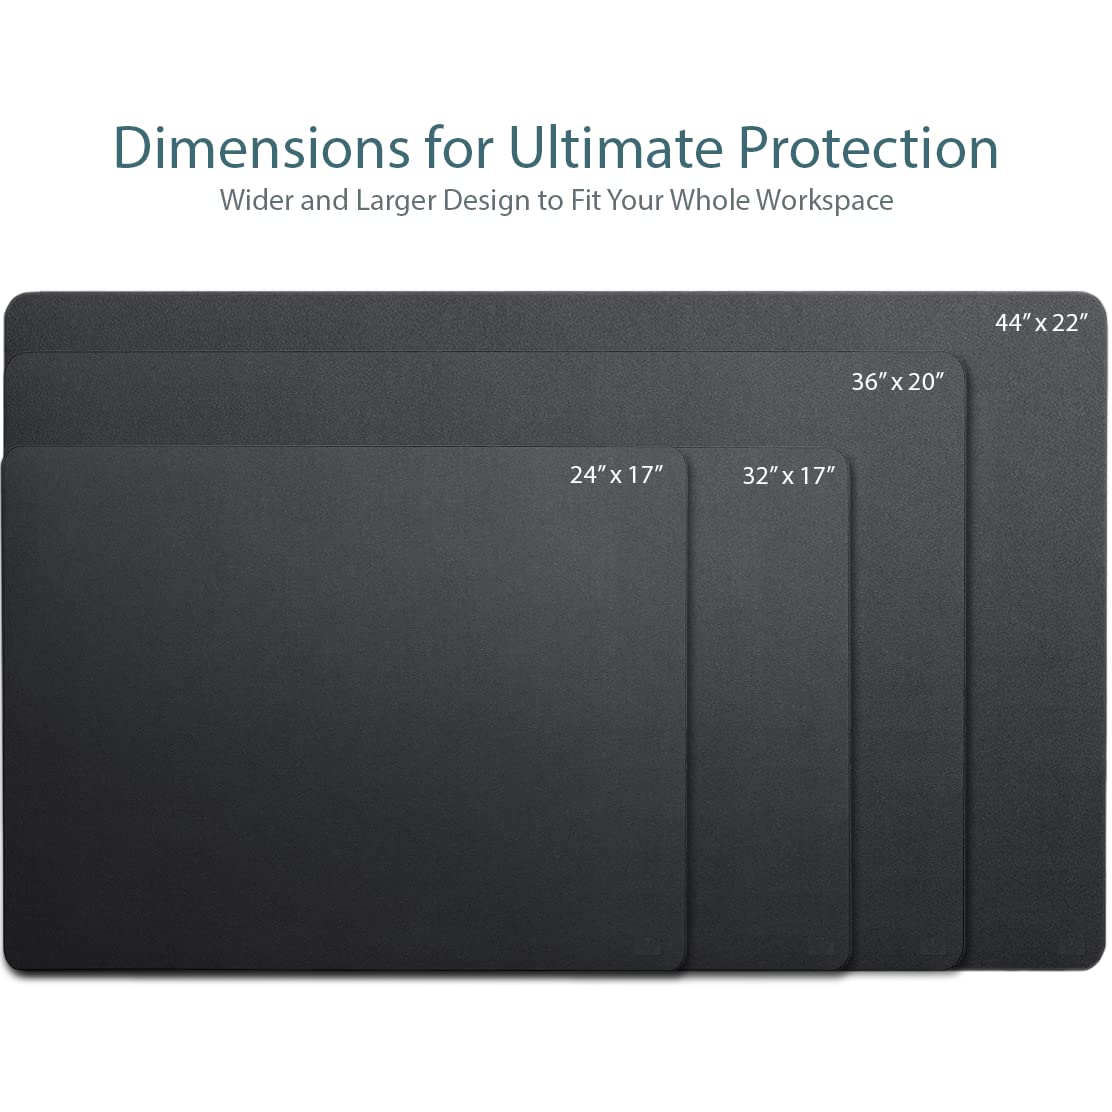 Dimensions for Ultimate Protection
Wider and Larger Design to Fit Your Whole Workspace
44” x 22”
36” x 20”
24” x 17”
32” x 17”